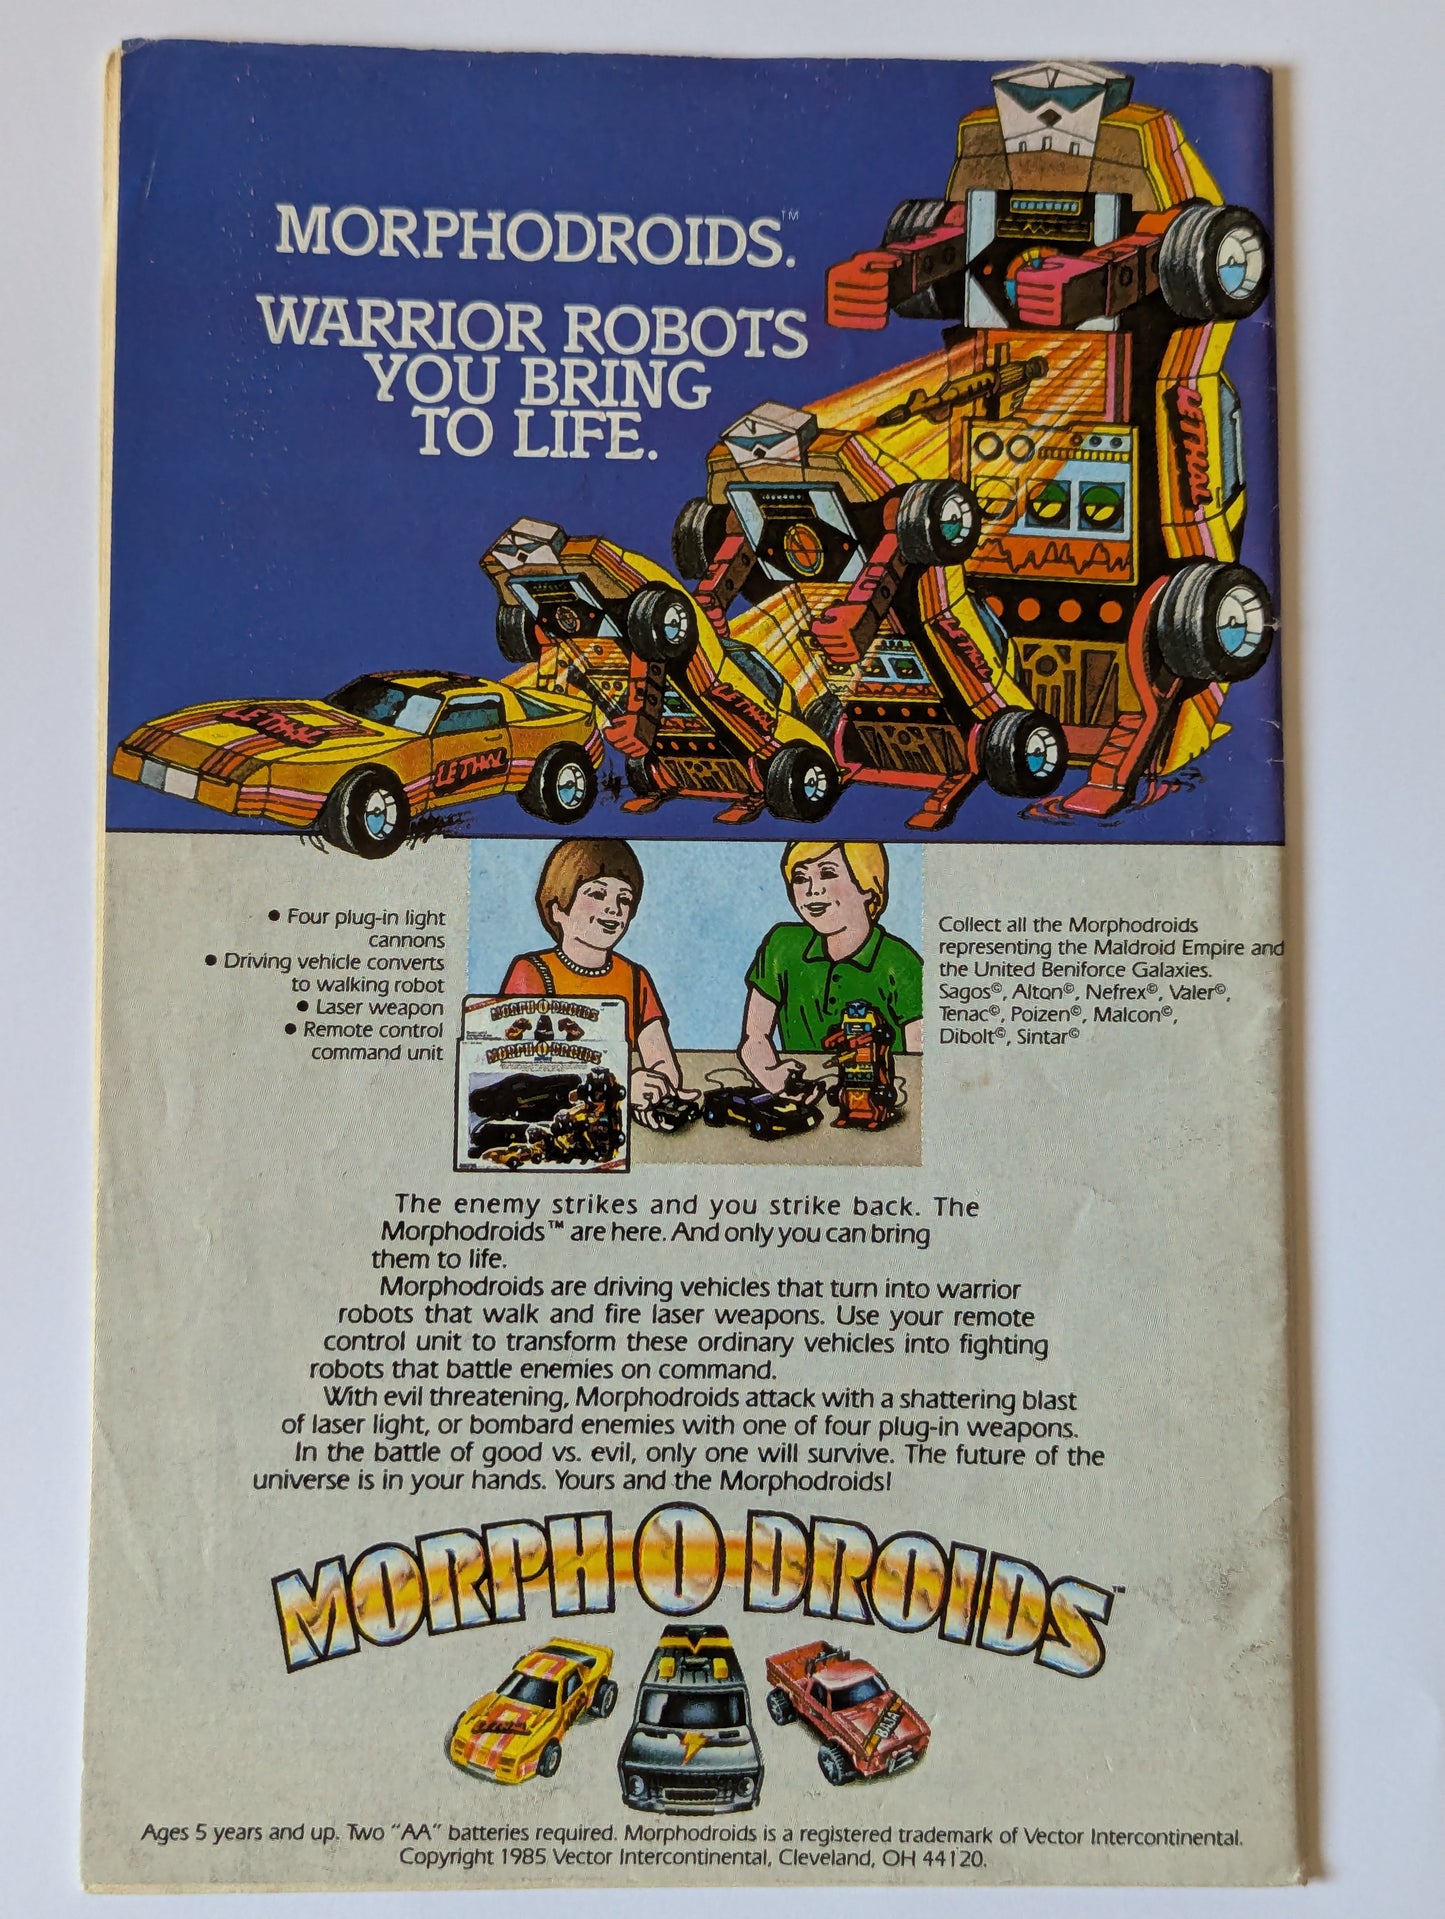 MORPHODROIDS.™
WARRIOR ROBOTS
YOU BRING
TO LIFE.
LETHAL
LETHAL
LETHAL
LETHAL
LETHAL
• Four plug-in light
cannons
• Driving vehicle converts
to walking robot
• Laser weapon
• Remote control
command unit
MORPH-O-DROIDS
MORPH-O-DROIDS
Collect all the Morphodroids
representing the Maldroid Empire and
the United Beniforce Galaxies.
Sagos©, Alton©, Nefrex©, Valer©,
Tenac©, Poizen©, Malcon©,
Dibolt©, Sintar©
The enemy strikes and you strike back. The
Morphodroids™ are here. And only you can bring
them to life.
Morphodroids are driving vehicles that turn into warrior
robots that walk and fire laser weapons. Use your remote
control unit to transform these ordinary vehicles into fighting
robots that battle enemies on command.
With evil threatening, Morphodroids attack with a shattering blast
of laser light, or bombard enemies with one of four plug-in weapons.
In the battle of good vs. evil, only one will survive. The future of the
universe is in your hands. Yours and the Morphodroids!
MORPH O DROIDS™
BAJA
Ages 5 years and up. Two "AA" batteries required. Morphodroids is a registered trademark of Vector Intercontinental.
Copyright 1985 Vector Intercontinental, Cleveland, OH 44120.